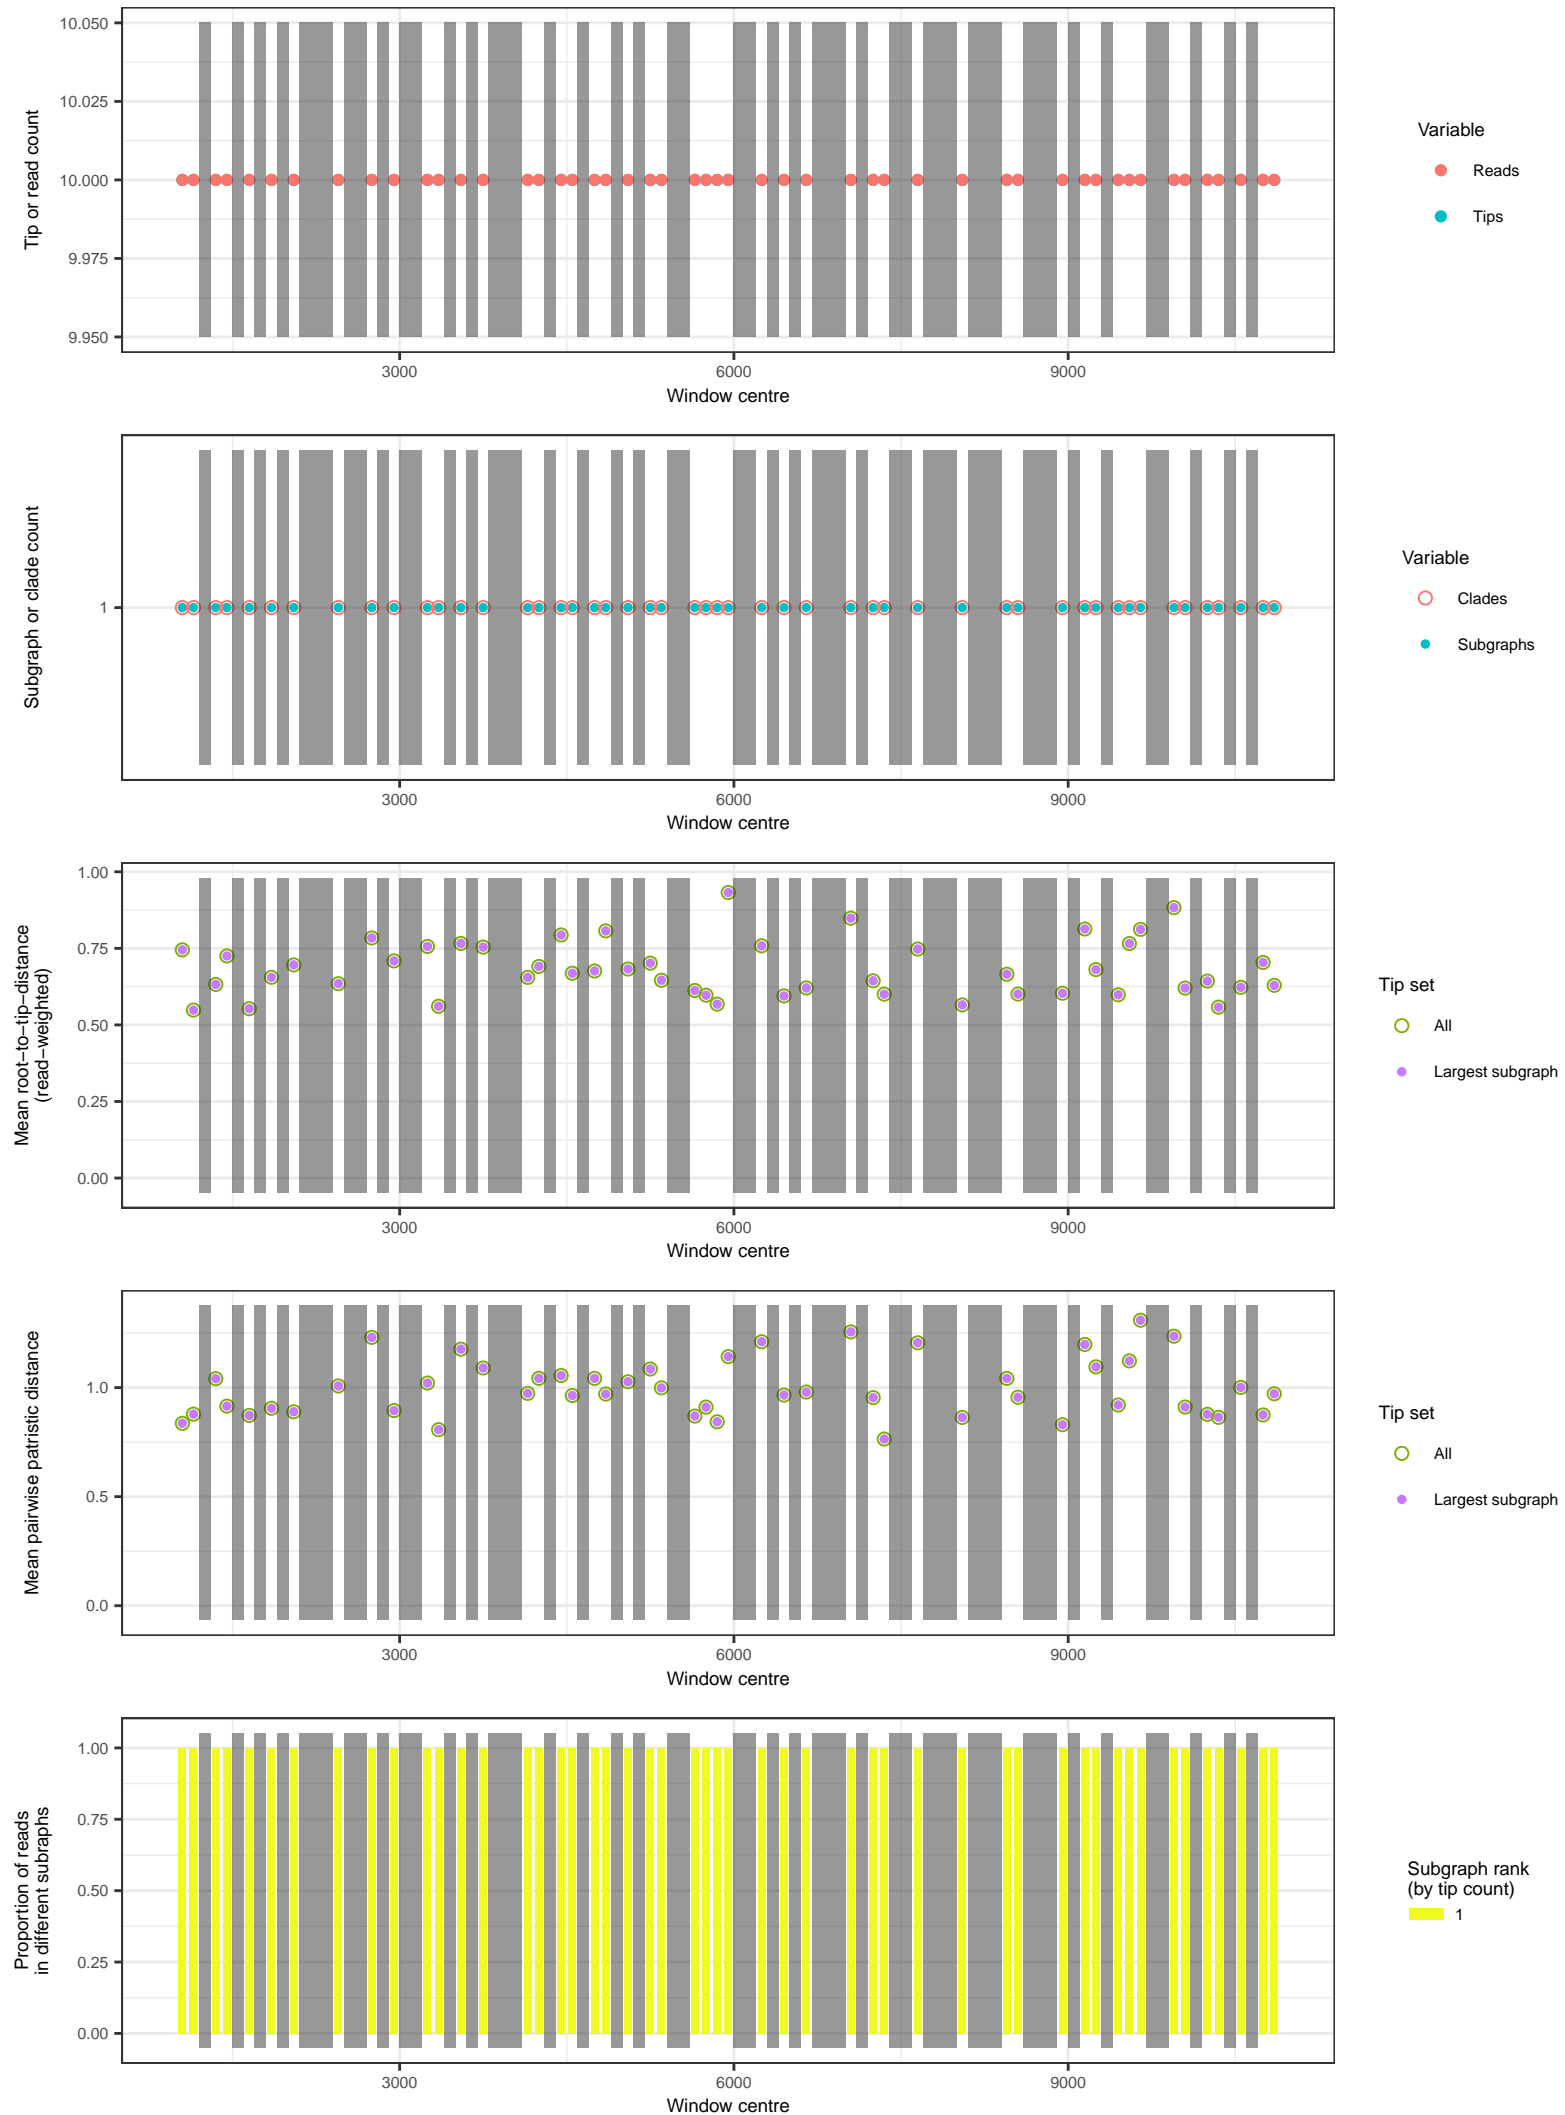 10.050
10.025
10.000
9.975
9.950
Tip or read count
3000
6000
9000
Window centre
Variable
Reads
Tips
1
Subgraph or clade count
3000
6000
9000
Window centre
Variable
Clades
Subgraphs
1.00
0.75
0.50
0.25
0.00
Mean root−to−tip−distance
(read−weighted)
3000
6000
9000
Window centre
Tip set
All
Largest subgraph
1.0
0.5
0.0
Mean pairwise patristic distance
3000
6000
9000
Window centre
Tip set
All
Largest subgraph
1.00
0.75
0.50
0.25
0.00
Proportion of reads
in different subraphs
3000
6000
9000
Window centre
Subgraph rank
(by tip count)
1